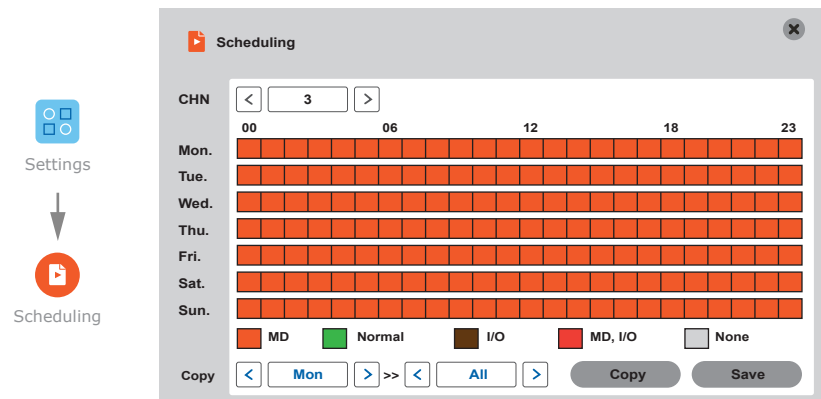 Scheduling
CHN < 3 >
00 06 12 18 23
Mon.
Settings
Tue.
Wed.
Thu.
Fri.
Sat.
Sun.
Scheduling
MD Normal I/O MD, I/O None
Copy < Mon > >> < All > Copy Save